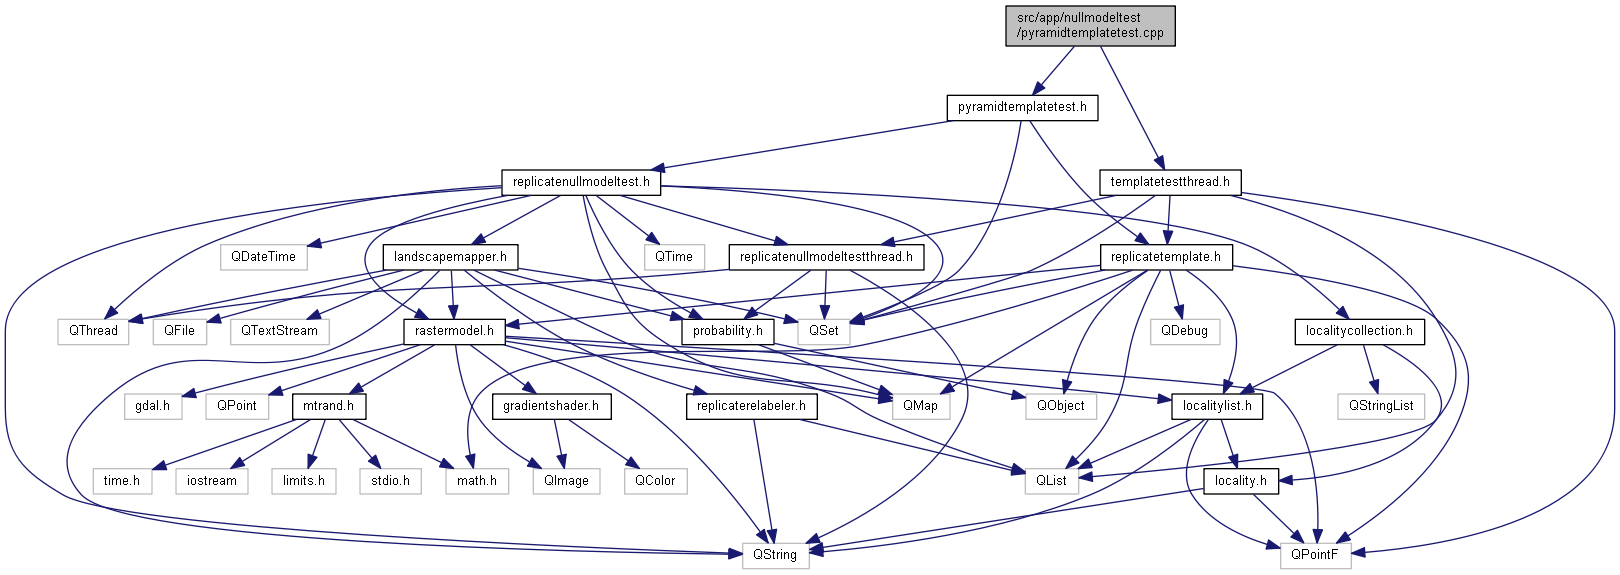 src/app/nullmodeltest
/pyramidtemplatetest.cpp
pyramidtemplatetest.h
replicatenullmodeltest.h
templatetestthread.h
QDateTime
landscapemapper.h
QTime
replicatenullmodeltestthread.h
replicatetemplate.h
QThread
QFile
QTextStream
rastermodel.h
probability.h
QSet
QDebug
localitycollection.h
gdal.h
QPoint
mtrand.h
gradientshader.h
replicaterelabeler.h
QMap
QObject
localitylist.h
QStringList
time.h
iostream
limits.h
stdio.h
math.h
QImage
QColor
QList
locality.h
QString
QPointF